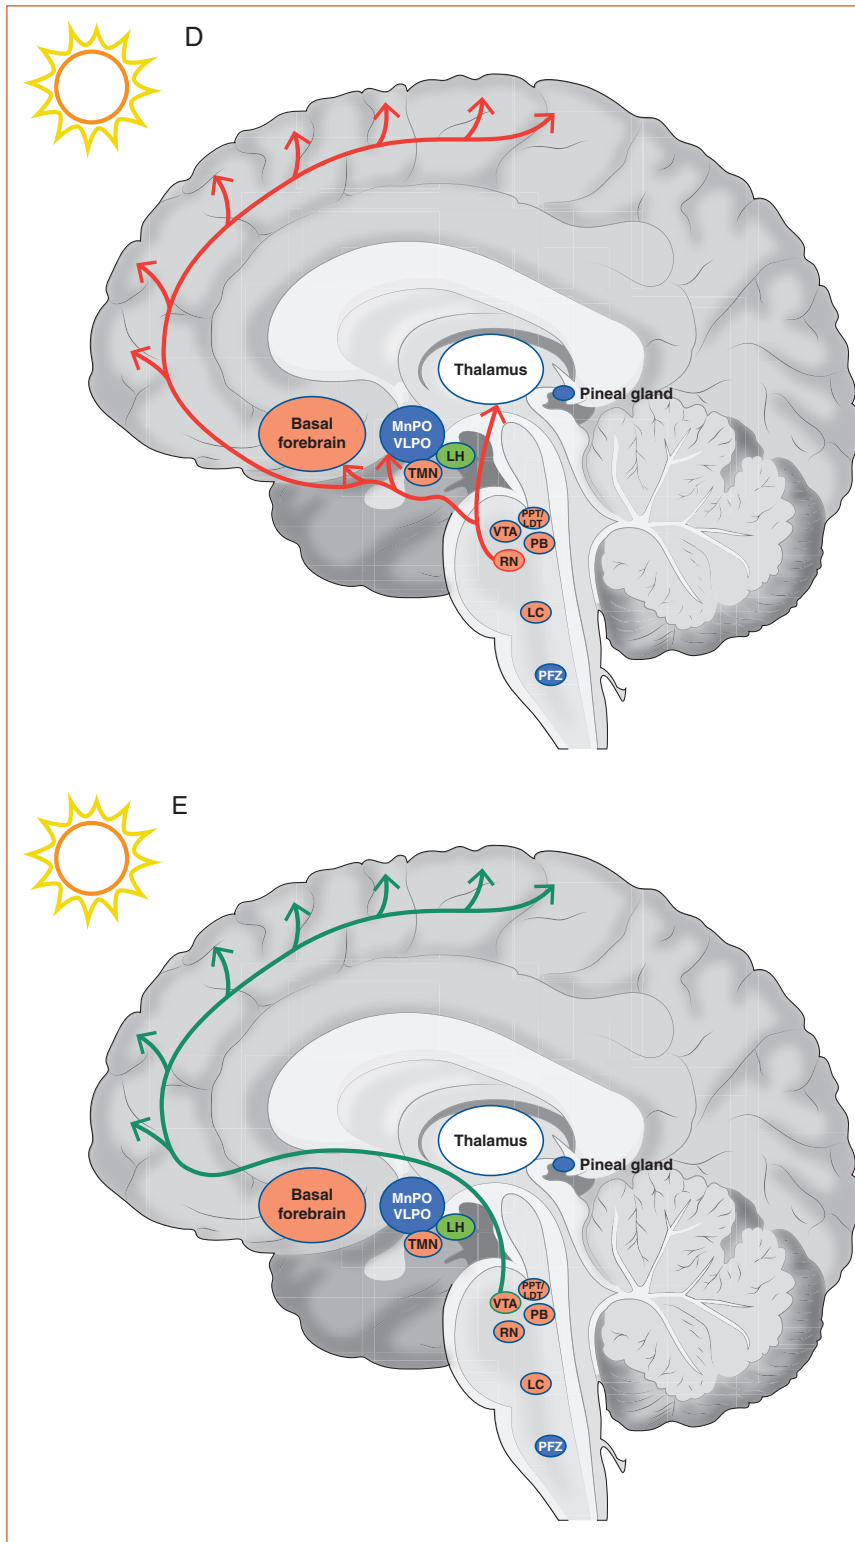 D
Thalamus
Pineal gland
Basal
forebrain
MnPO
VLPO
LH
TMN
PPT/
LDT
VTA
PB
RN
LC
PFZ
E
Thalamus
Pineal gland
Basal
forebrain
MnPO
VLPO
LH
TMN
PPT/
LDT
VTA
PB
RN
LC
PFZ